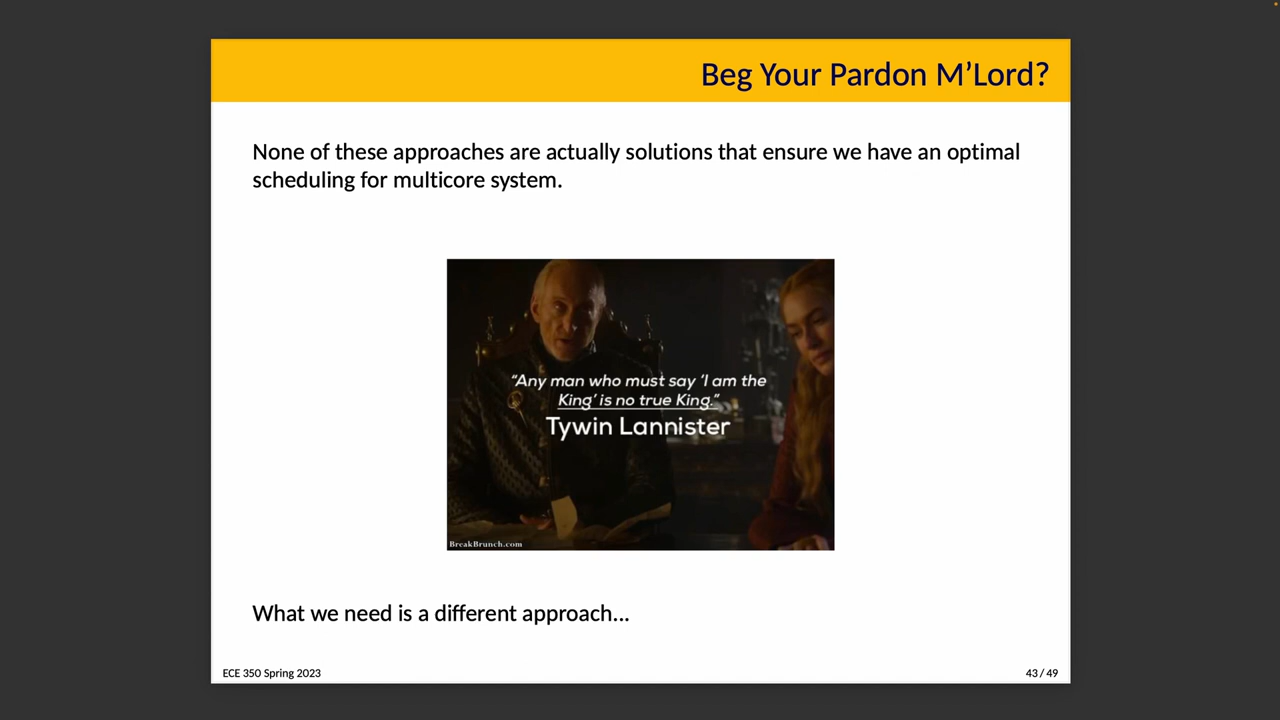 Beg Your Pardon M’Lord?
None of these approaches are actually solutions that ensure we have an optimal
scheduling for multicore system.
“Any man who must say ‘I am the
King’ is no true King.”
Tywin Lannister
BreakBrunch.com
What we need is a different approach...
ECE 350 Spring 2023
43 / 49